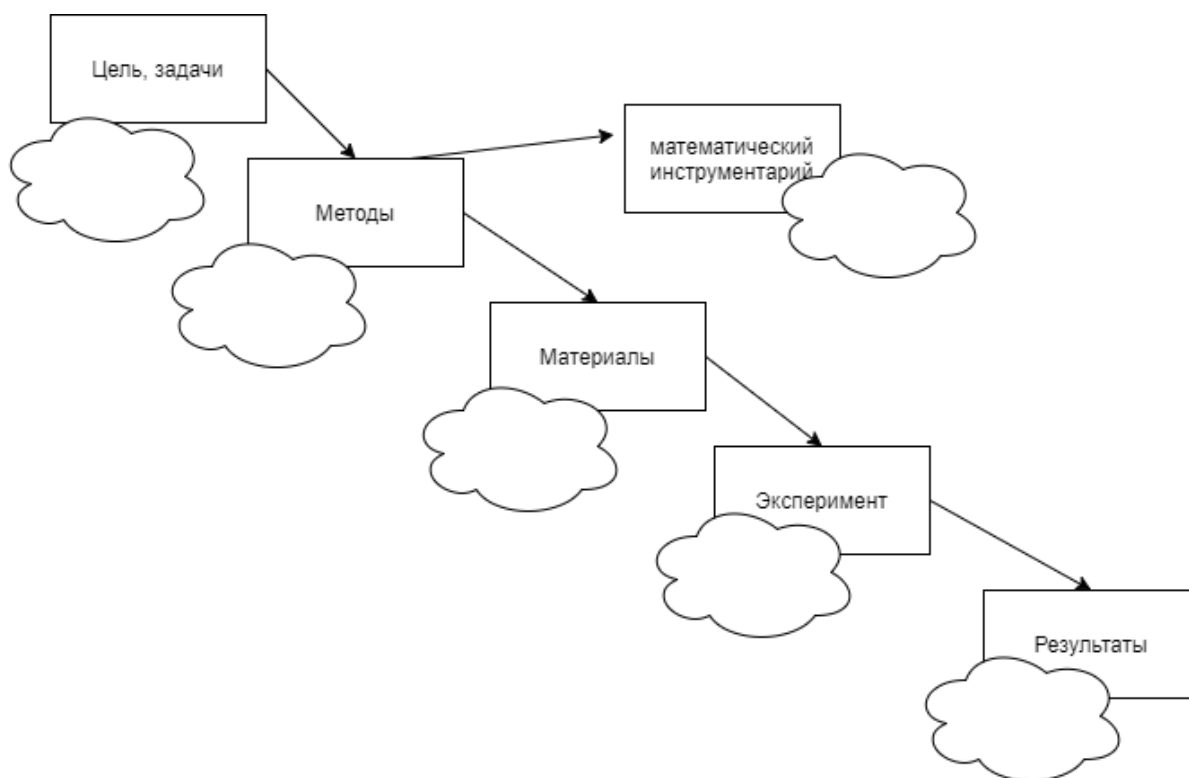 Цель, задачи
математический
инструментарий
Методы
Материалы
Эксперимент
Результаты